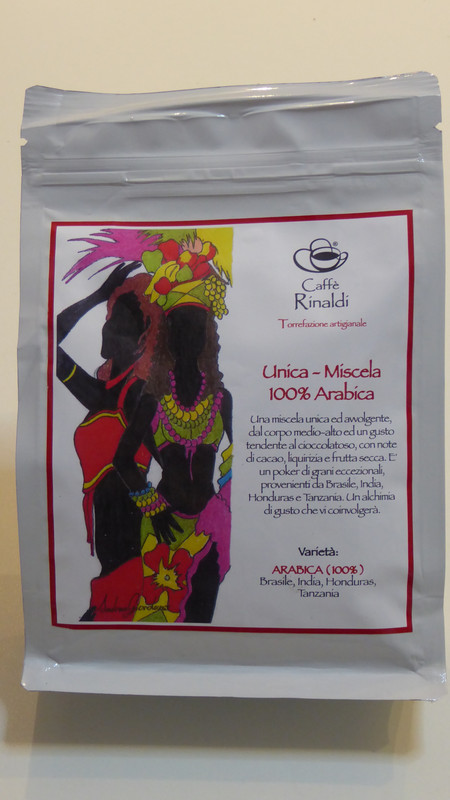 Caffè
Rinaldi
Torrefazione artigianale
Unica - Miscela
100% Arabica
Una miscela unica ed avvolgente,
dal corpo medio-alto ed un gusto
tendente al cioccolatoso, con note
di cacao, liquirizia e frutta secca. E'
un poker di grani eccezionali,
provenienti da Brasile, India,
Honduras e Tanzania. Un alchimia
di gusto che vi coinvolgerà.
Varietà:
ARABICA (100%)
Brasile, India, Honduras,
Tanzania